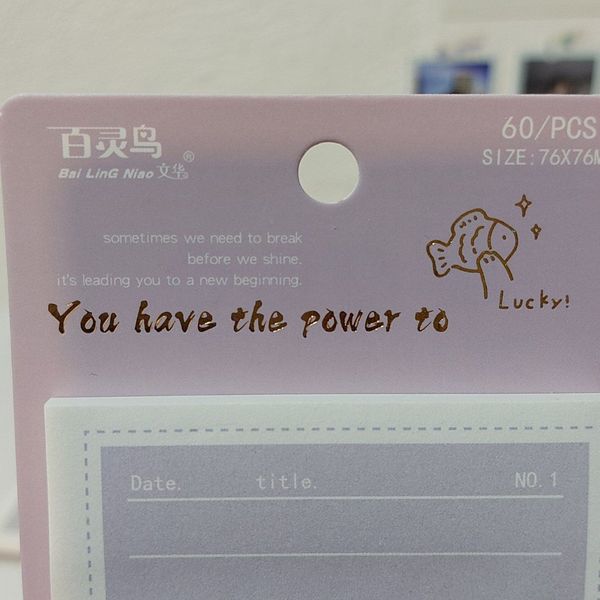 百灵鸟
Bai LinG Niao 文华®
60/PCS
SIZE:76X76M
sometimes we need to break
before we shine.
it's leading you to a new beginning.
Lucky!
You have the power to
Date. title. NO.1